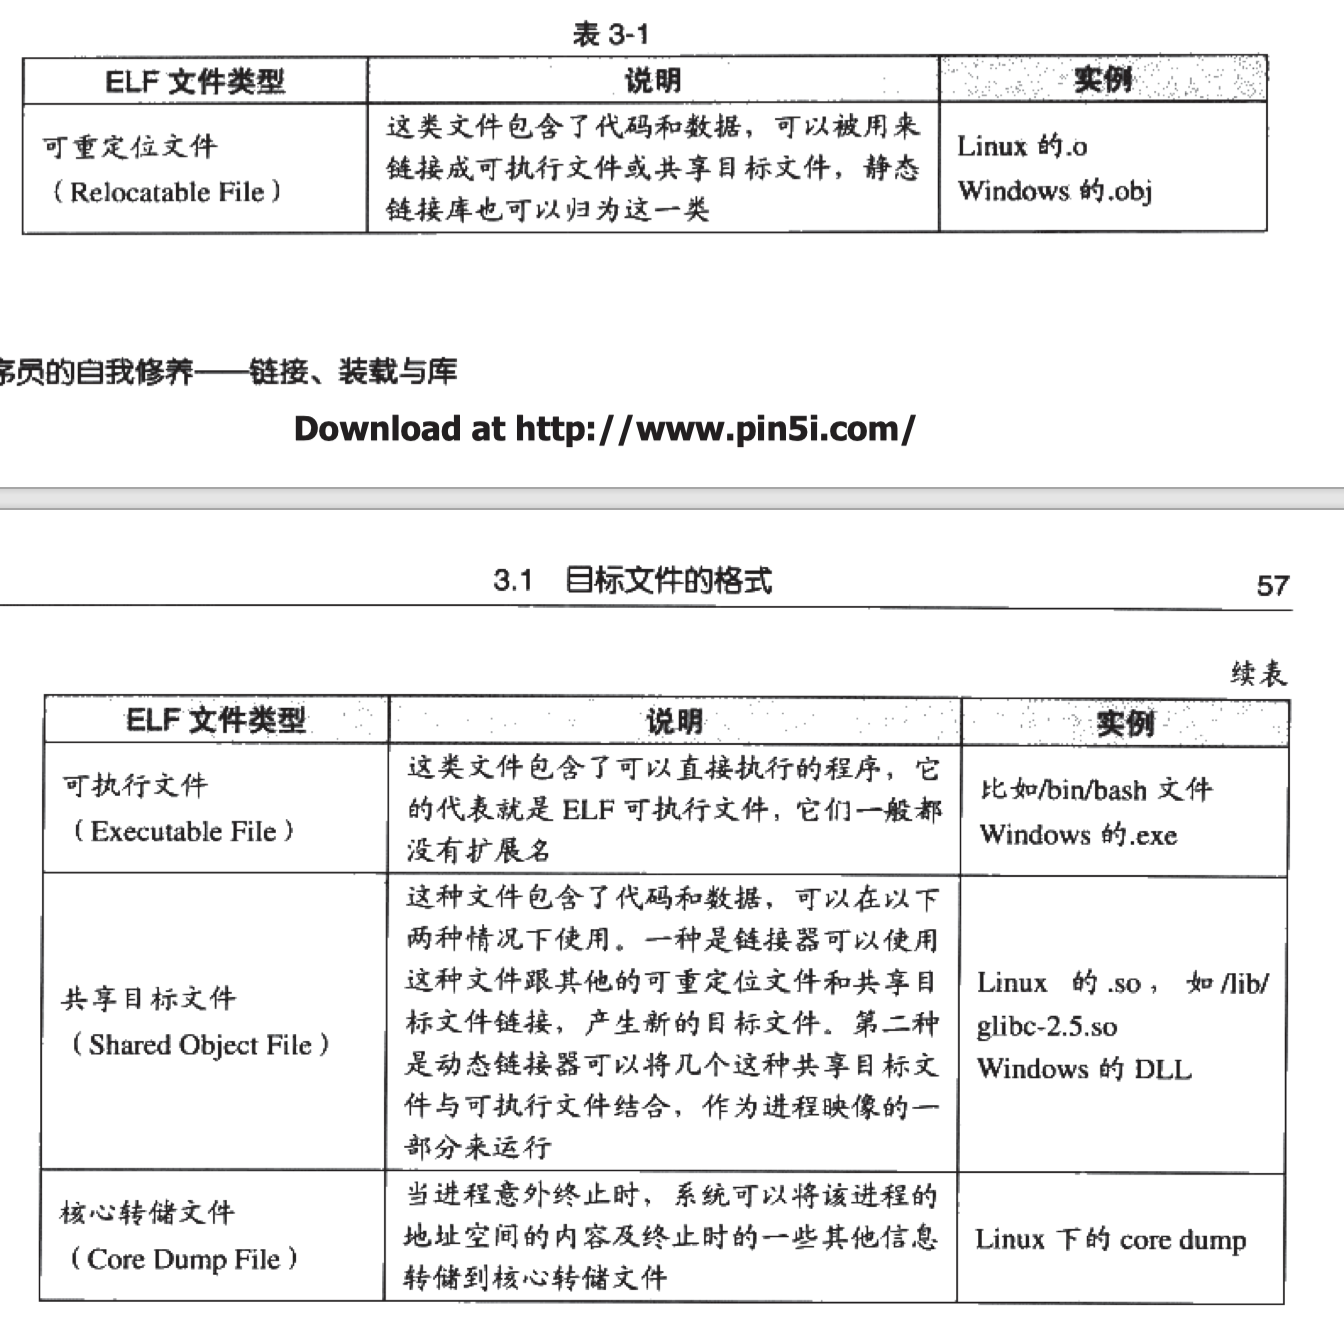 表 3-1
ELF 文件类型 说明 实例
可重定位文件
（Relocatable File）
这类文件包含了代码和数据，可以被用来
链接成可执行文件或共享目标文件，静态
链接库也可以归为这一类
Linux 的.o
Windows 的.obj
序员的自我修养——链接、装载与库
Download at http://www.pin5i.com/
3.1 目标文件的格式 57
续表
ELF 文件类型 说明 实例
可执行文件
（Executable File）
这类文件包含了可以直接执行的程序，它
的代表就是 ELF 可执行文件，它们一般都
没有扩展名
比如/bin/bash 文件
Windows 的.exe
共享目标文件
（Shared Object File）
这种文件包含了代码和数据，可以在以下
两种情况下使用。一种是链接器可以使用
这种文件跟其他的可重定位文件和共享目
标文件链接，产生新的目标文件。第二种
是动态链接器可以将几个这种共享目标文
件与可执行文件结合，作为进程映像的一
部分来运行
Linux 的.so，如/lib/
glibc-2.5.so
Windows 的 DLL
核心转储文件
（Core Dump File）
当进程意外终止时，系统可以将该进程的
地址空间的内容及终止时的一些其他信息
转储到核心转储文件
Linux 下的 core dump